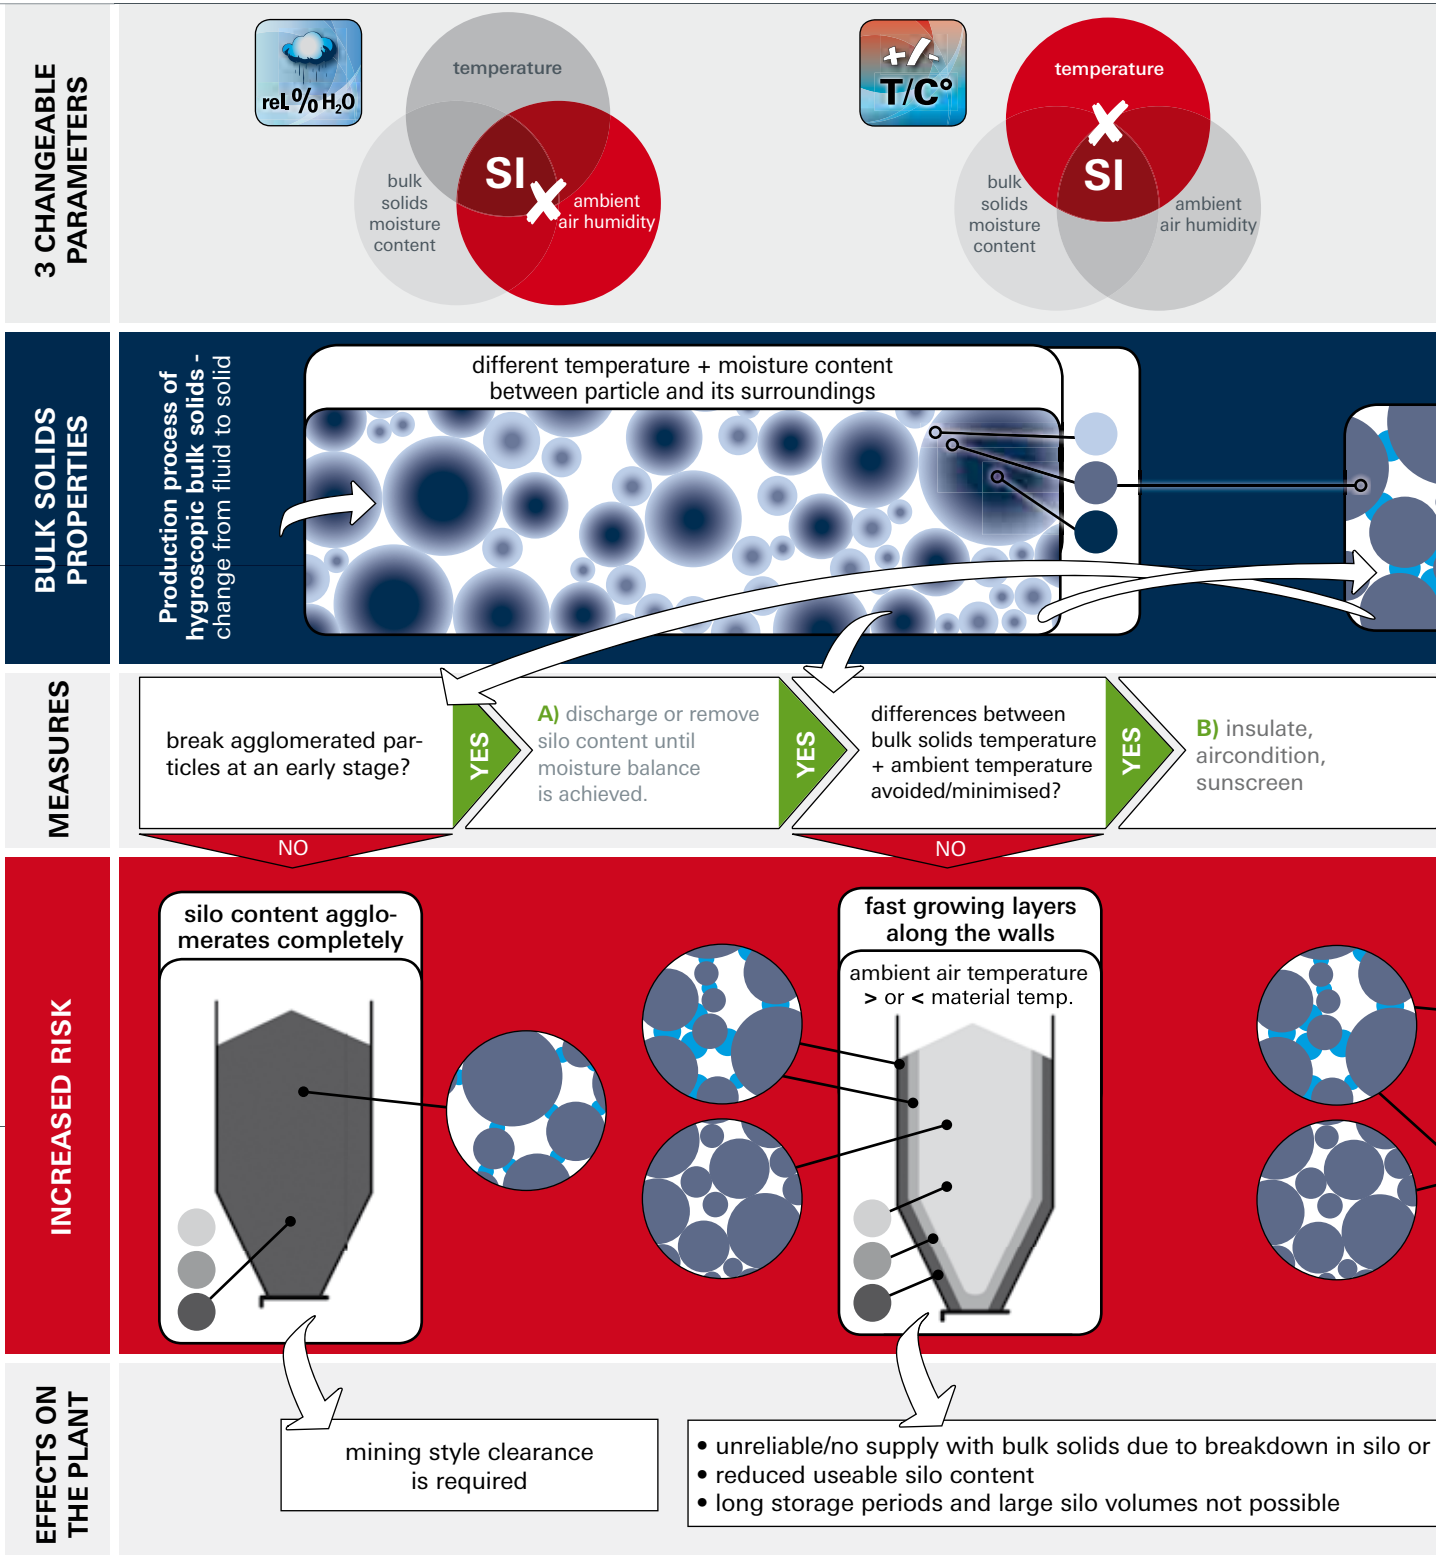 3 CHANGEABLE
PARAMETERS
rel.% H₂O
temperature
SI
bulk
solids
moisture
content
ambient
air humidity
+/-
T/C°
temperature
SI
bulk
solids
moisture
content
ambient
air humidity
BULK SOLIDS
PROPERTIES
Production process of
hygroscopic bulk solids -
change from fluid to solid
different temperature + moisture content
between particle and its surroundings
MEASURES
break agglomerated par-
ticles at an early stage?
YES
A) discharge or remove
silo content until
moisture balance
is achieved.
YES
differences between
bulk solids temperature
+ ambient temperature
avoided/minimised?
YES
B) insulate,
aircondition,
sunscreen
NO
NO
INCREASED RISK
silo content agglo-
merates completely
fast growing layers
along the walls
ambient air temperature
> or < material temp.
EFFECTS ON
THE PLANT
mining style clearance
is required
• unreliable/no supply with bulk solids due to breakdown in silo or
• reduced useable silo content
• long storage periods and large silo volumes not possible